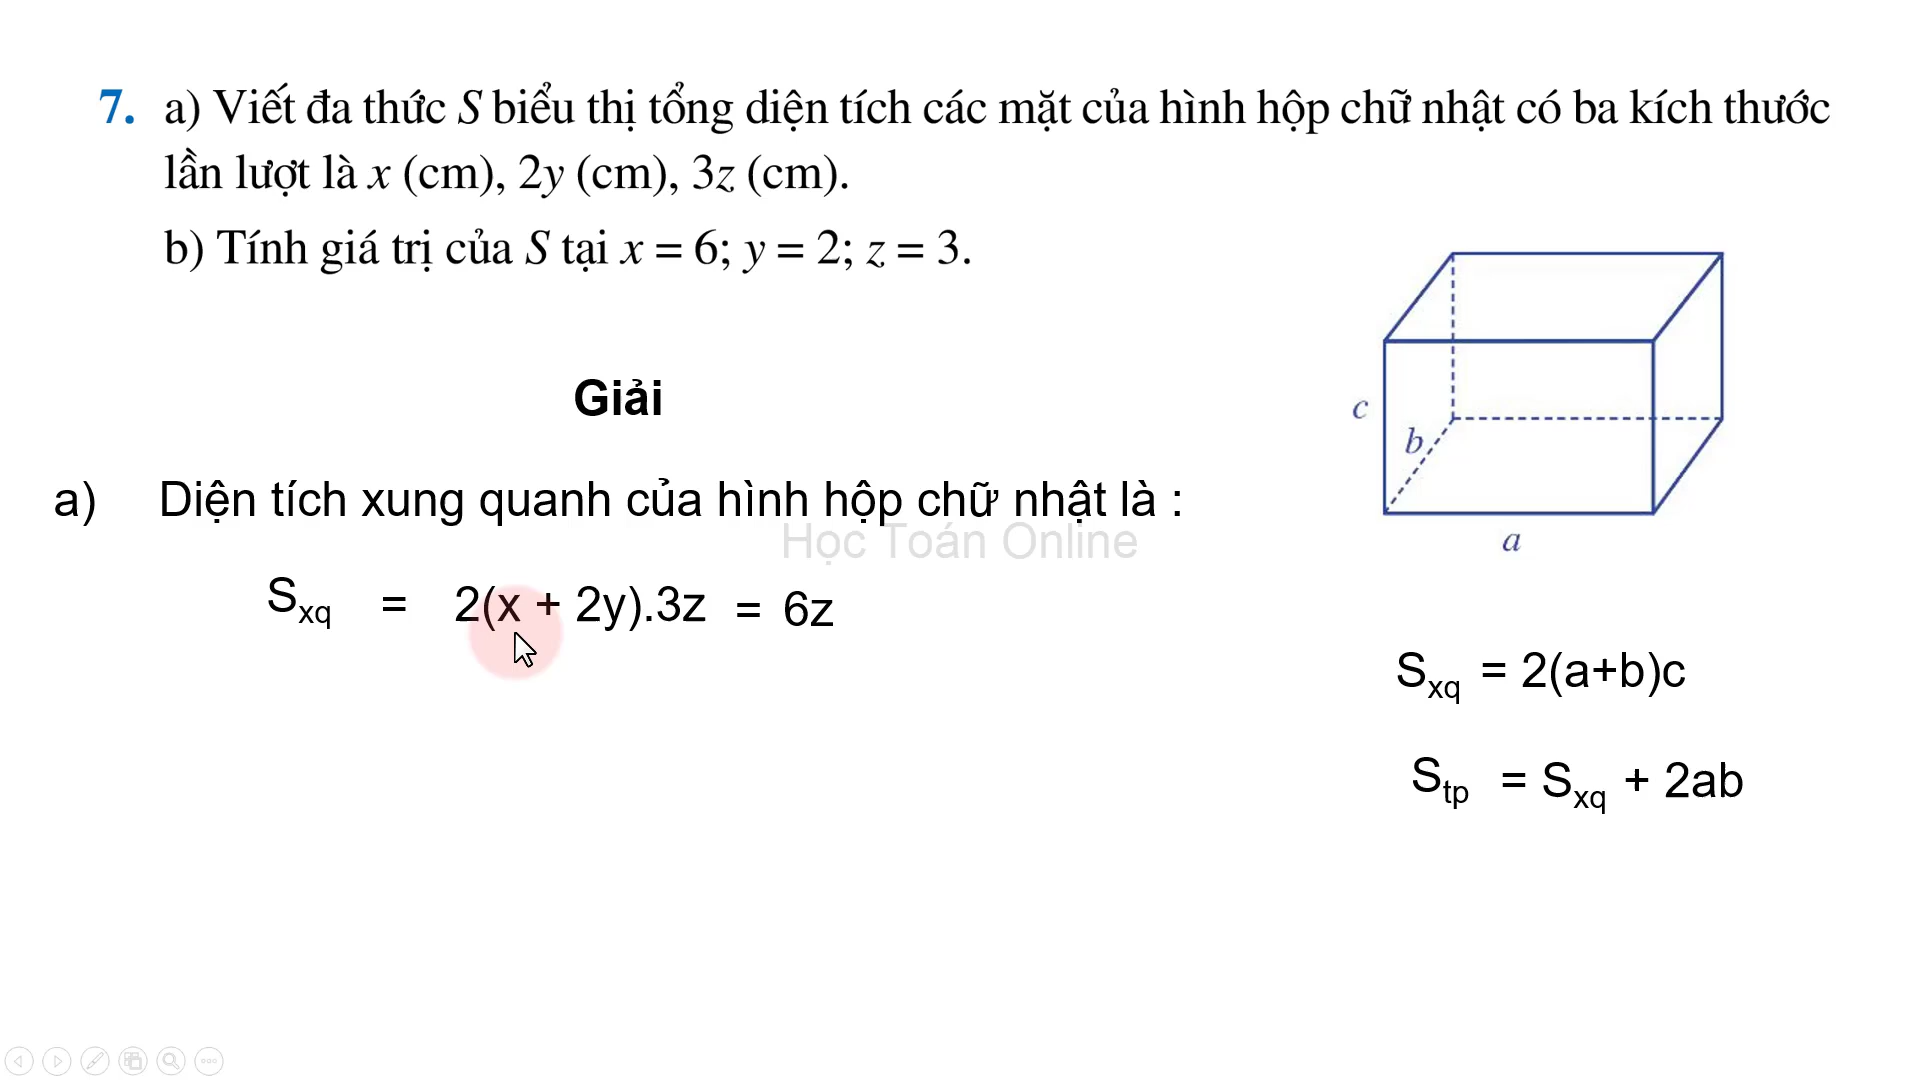 7. a) Viết đa thức S biểu thị tổng diện tích các mặt của hình hộp chữ nhật có ba kích thước
lần lượt là x (cm), 2y (cm), 3z (cm).
b) Tính giá trị của S tại x = 6; y = 2; z = 3.
Giải
c
b
a
a) Diện tích xung quanh của hình hộp chữ nhật là :
Học Toán Online
Sxq = 2(x + 2y).3z = 6z
Sxq = 2(a+b)c
Stp = Sxq + 2ab